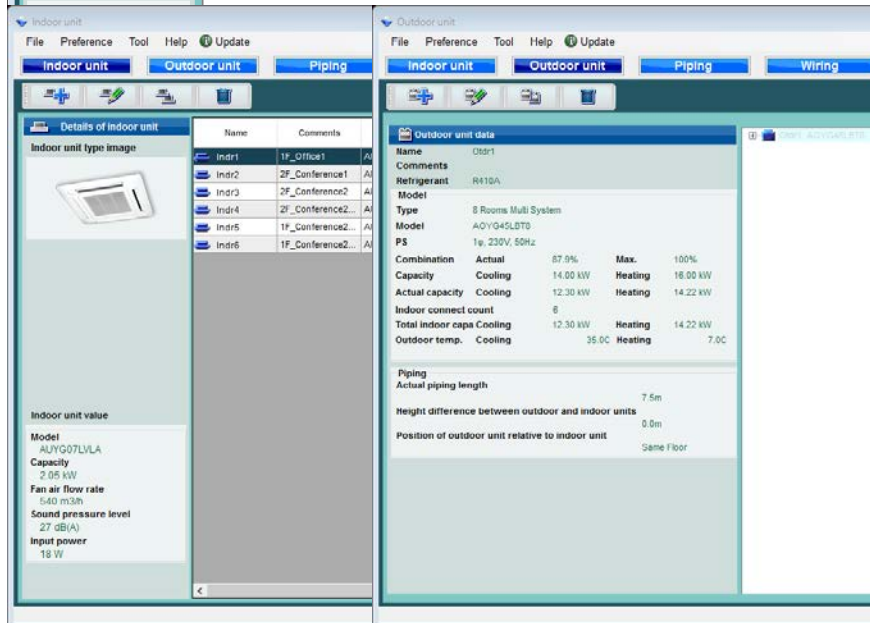 Indoor unit
File Preference Tool Help Update
Indoor unit Outdoor unit Piping
Details of indoor unit
Indoor unit type image
Name Comments
Indr1 1F_Office1
Indr2 2F_Conference1
Indr3 2F_Conference2
Indr4 2F_Conference2...
Indr5 1F_Conference2...
Indr6 1F_Conference2...
Indoor unit value
Model
AUYG07LVLA
Capacity
2.05 kW
Fan air flow rate
540 m3/h
Sound pressure level
27 dB(A)
Input power
18 W
Outdoor unit
File Preference Tool Help Update
Indoor unit Outdoor unit Piping Wiring
Outdoor unit data
Name Otdr1
Comments
Refrigerant R410A
Model
Type 8 Rooms Multi System
Model AOYG45LBT8
PS 1φ, 230V, 50Hz
Combination Actual 87.9% Max. 100%
Capacity Cooling 14.00 kW Heating 16.00 kW
Actual capacity Cooling 12.30 kW Heating 14.22 kW
Indoor connect count 6
Total indoor capa Cooling 12.30 kW Heating 14.22 kW
Outdoor temp. Cooling 35.0C Heating 7.0C
Piping
Actual piping length
7.5m
Height difference between outdoor and indoor units
0.0m
Position of outdoor unit relative to indoor unit
Same Floor
Otdr1 AOYG45LBT8